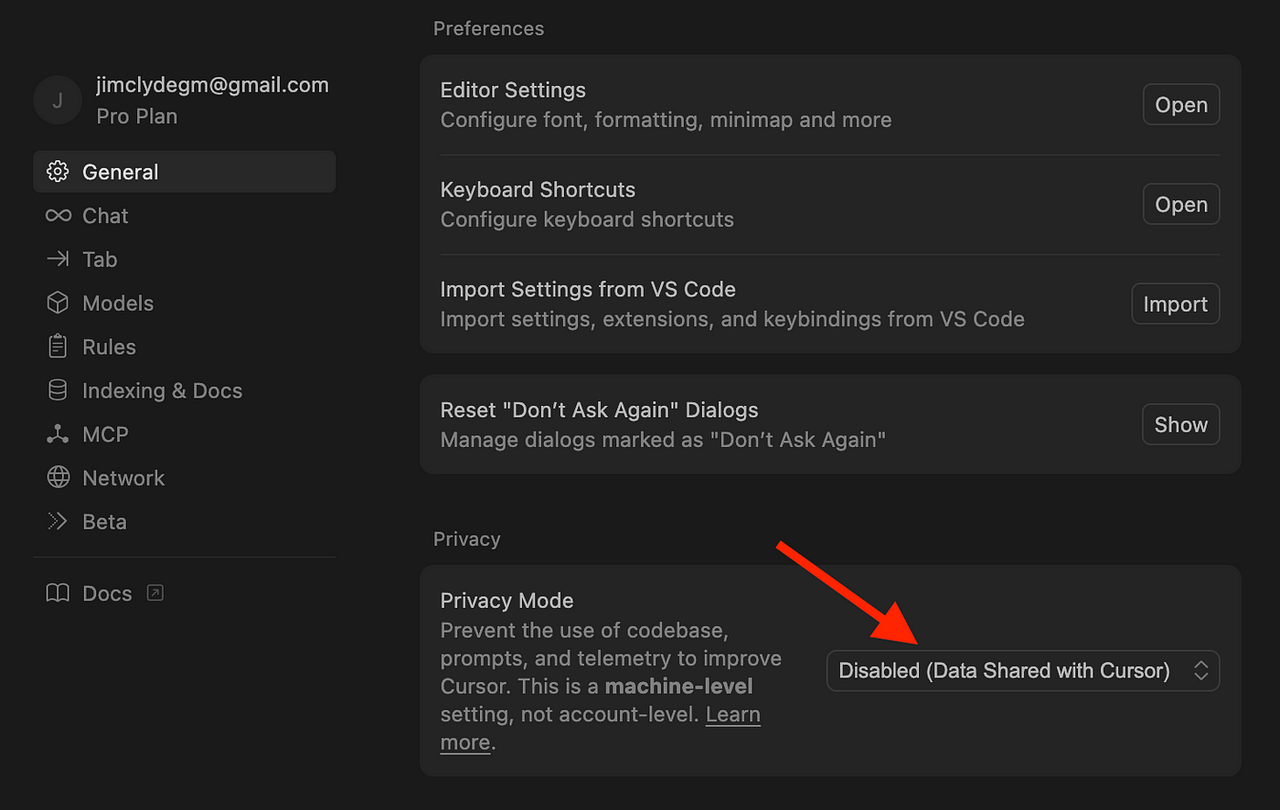 J
jimclydegm@gmail.com
Pro Plan
General
Chat
Tab
Models
Rules
Indexing & Docs
MCP
Network
Beta
Docs
Preferences
Editor Settings
Configure font, formatting, minimap and more
Open
Keyboard Shortcuts
Configure keyboard shortcuts
Open
Import Settings from VS Code
Import settings, extensions, and keybindings from VS Code
Import
Reset "Don’t Ask Again" Dialogs
Manage dialogs marked as "Don’t Ask Again"
Show
Privacy
Privacy Mode
Prevent the use of codebase,
prompts, and telemetry to improve
Cursor. This is a machine-level
setting, not account-level. Learn
more.
Disabled (Data Shared with Cursor)